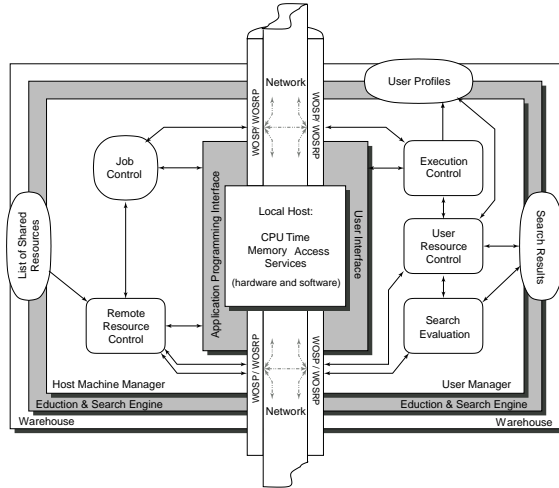 Network
User Profiles
WOSP/ WOSRP
WOSP/ WOSRP
Job
Control
Execution
Control
Application Programming Interface
User Interface
Local Host:
CPU Time
Memory Access
Services
(hardware and software)
List of Shared
Resources
User
Resource
Control
Search Results
Remote
Resource
Control
Search
Evaluation
WOSP / WOSRP
WOSP / WOSRP
Host Machine Manager
User Manager
Network
Eduction & Search Engine
Eduction & Search Engine
Warehouse
Warehouse